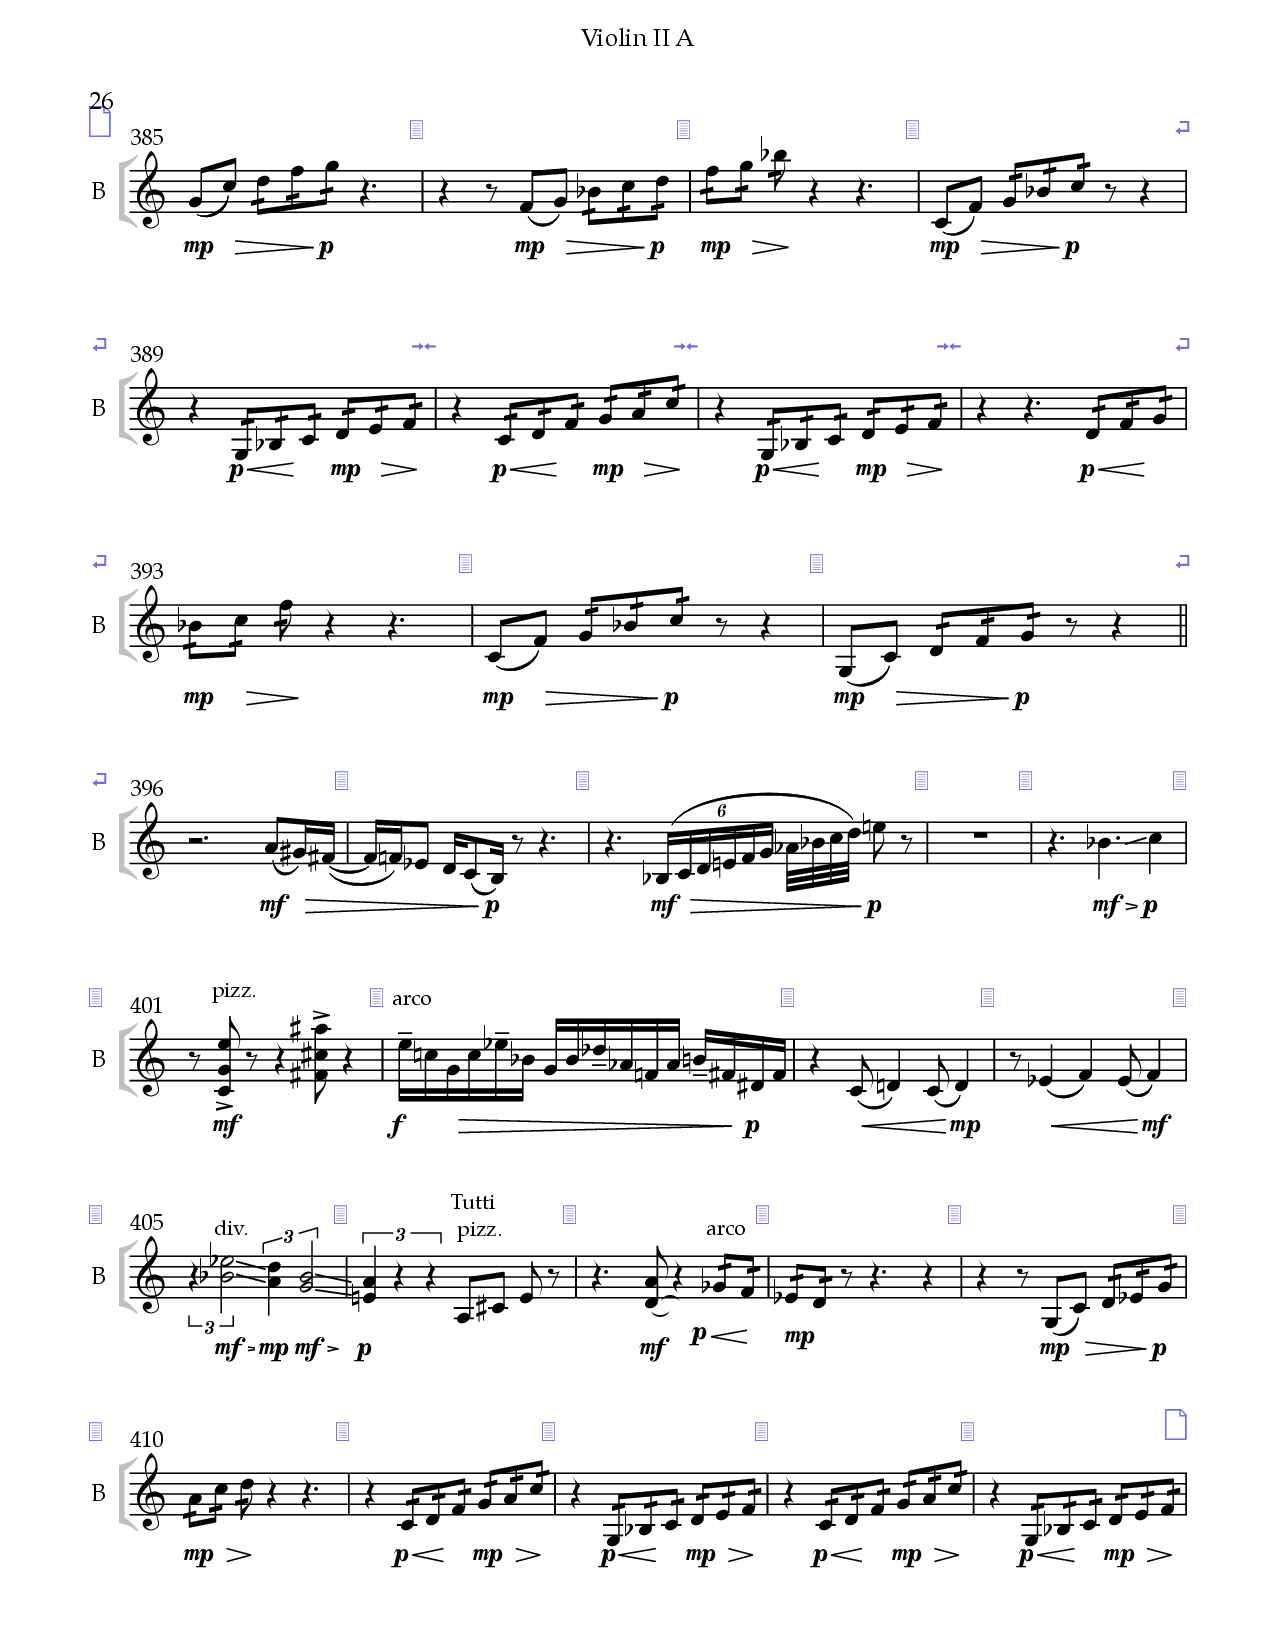 Violin II A
26
385
B
mp p mp p mp mp p
389
B
p mp p mp p mp p
393
B
mp mp p mp p
6
396
B
mf p mf p mf p
pizz.
arco
401
B
mf f p mp mf
Tutti
div. 3 3 pizz. arco
405
B
3
mf mp mf p mf p mp mp p
410
B
mp p mp p mp p mp p mp